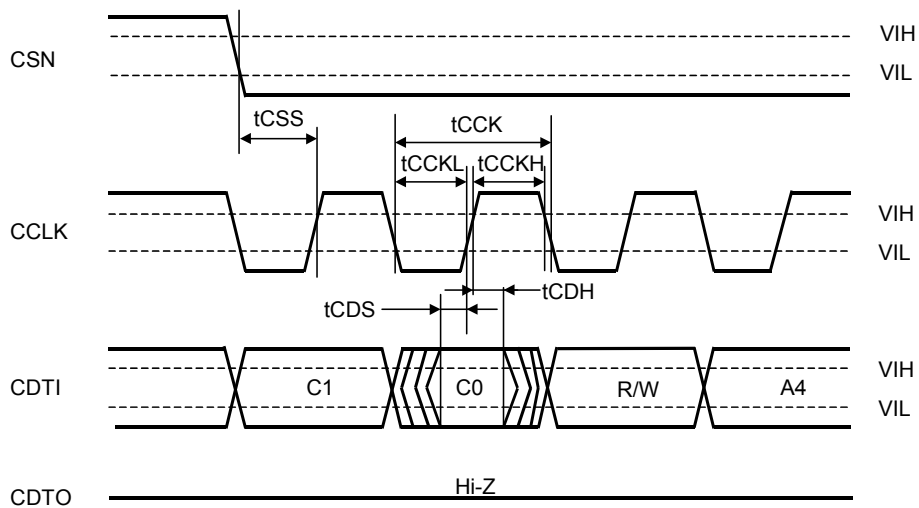 VIH
CSN
VIL
tCSS
tCCK
tCCKL
tCCKH
VIH
CCLK
VIL
tCDS
tCDH
VIH
CDTI
C1
C0
R/W
A4
VIL
Hi-Z
CDTO